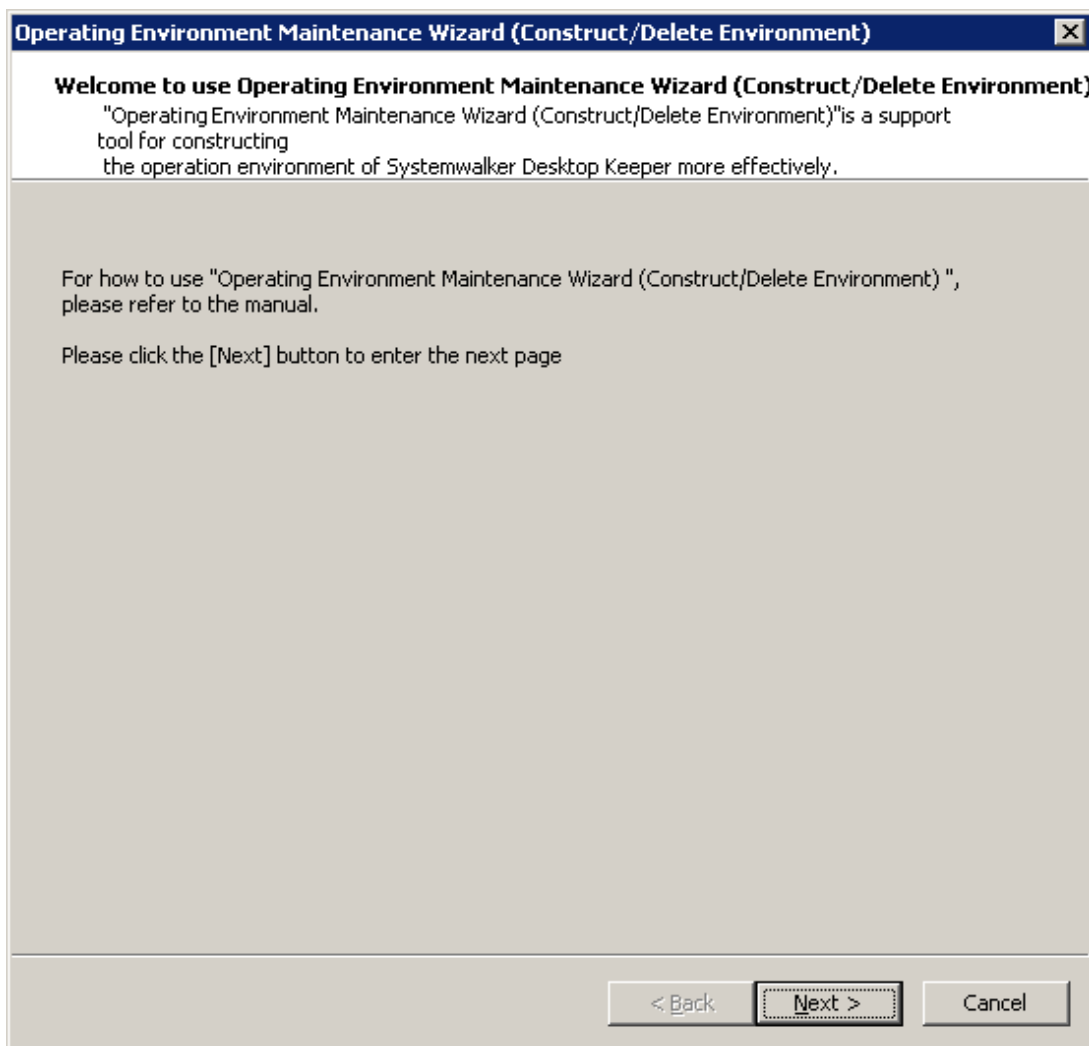 Operating Environment Maintenance Wizard (Construct/Delete Environment)
Welcome to use Operating Environment Maintenance Wizard (Construct/Delete Environment)
"Operating Environment Maintenance Wizard (Construct/Delete Environment)"is a support
tool for constructing
the operation environment of Systemwalker Desktop Keeper more effectively.
For how to use "Operating Environment Maintenance Wizard (Construct/Delete Environment) ",
please refer to the manual.
Please click the [Next] button to enter the next page
< Back Next > Cancel